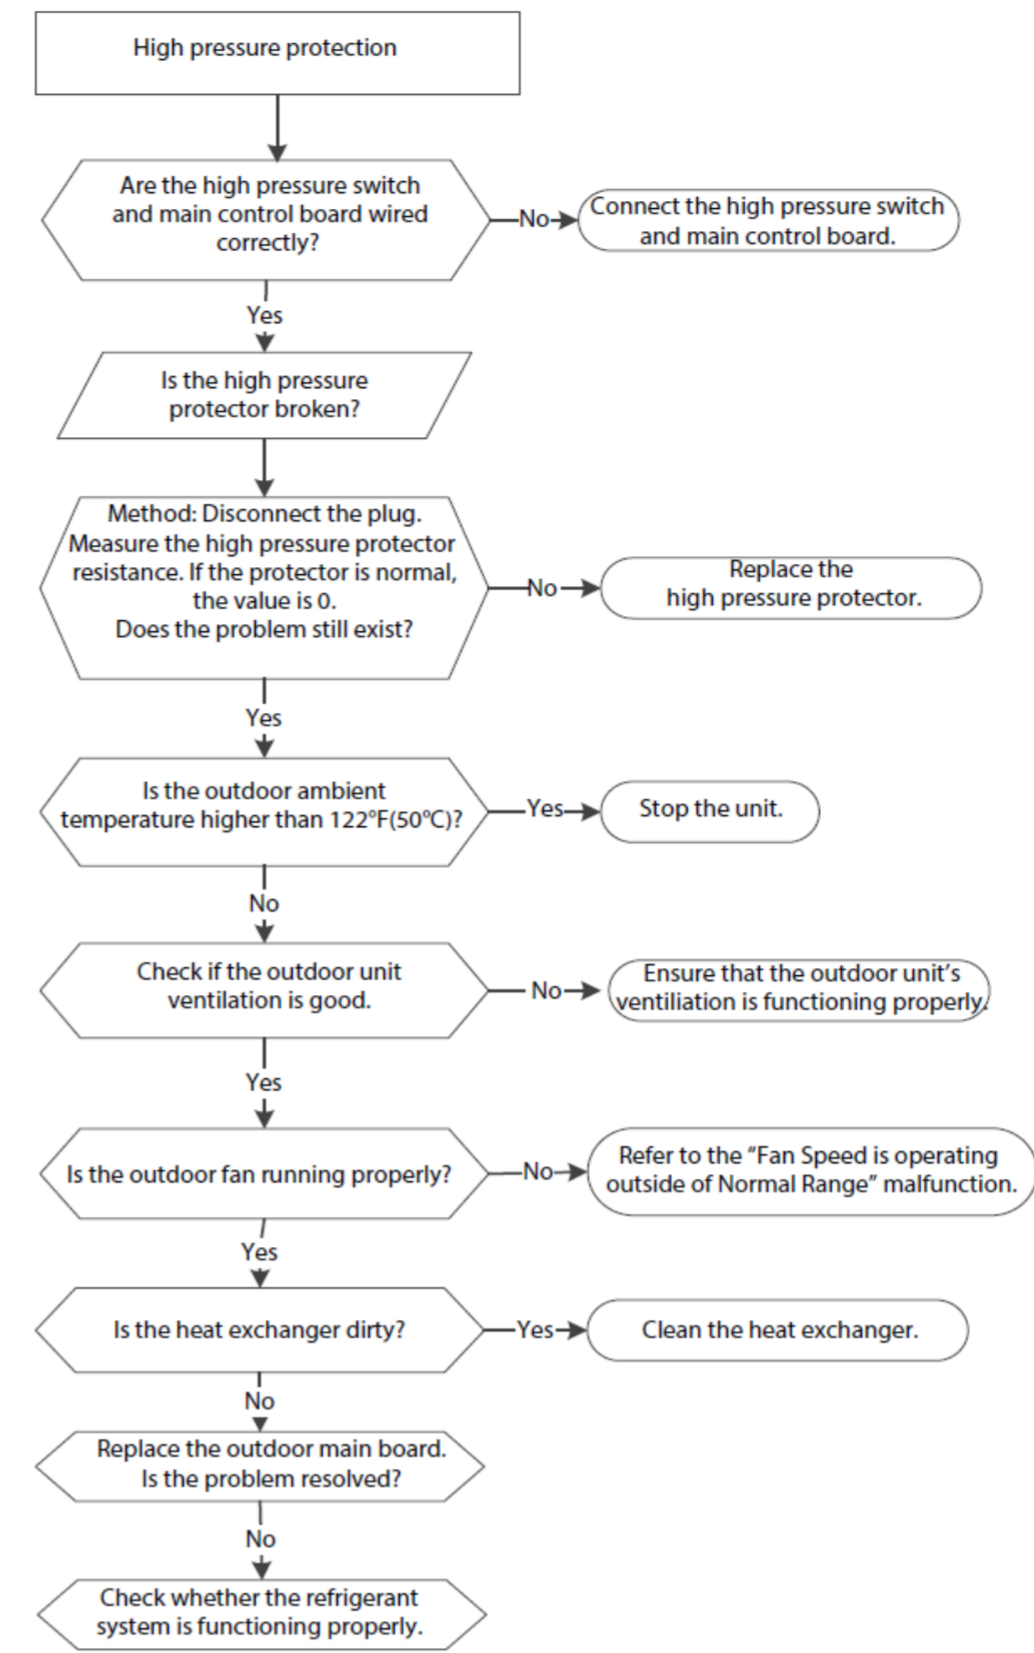 High pressure protection
Are the high pressure switch
and main control board wired
correctly?
No
Connect the high pressure switch
and main control board.
Yes
Is the high pressure
protector broken?
Method: Disconnect the plug.
Measure the high pressure protector
resistance. If the protector is normal,
the value is 0.
Does the problem still exist?
No
Replace the
high pressure protector.
Yes
Is the outdoor ambient
temperature higher than 122°F(50°C)?
Yes
Stop the unit.
No
Check if the outdoor unit
ventilation is good.
No
Ensure that the outdoor unit's
ventiliation is functioning properly.
Yes
Is the outdoor fan running properly?
No
Refer to the “Fan Speed is operating
outside of Normal Range” malfunction.
Yes
Is the heat exchanger dirty?
Yes
Clean the heat exchanger.
No
Replace the outdoor main board.
Is the problem resolved?
No
Check whether the refrigerant
system is functioning properly.